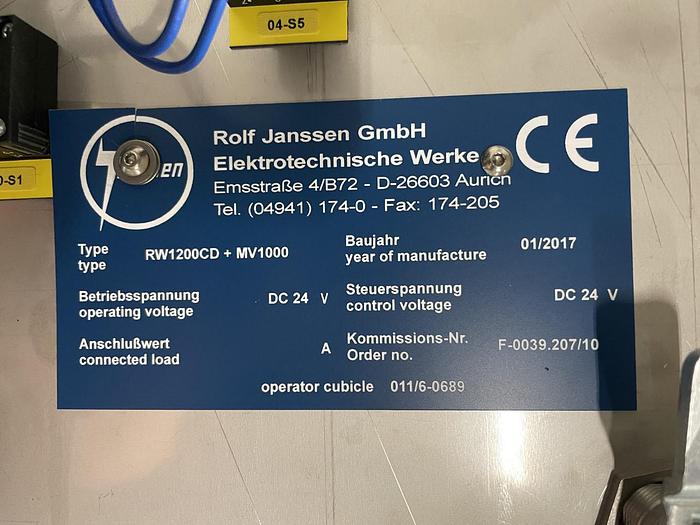 04-S5
0-S1
en
Rolf Janssen GmbH
Elektrotechnische Werke
Emsstraße 4/B72 - D-26603 Aurich
Tel. (04941) 174-0 - Fax: 174-205
CE
Type
type
RW1200CD + MV1000
Baujahr
year of manufacture
01/2017
Betriebsspannung
operating voltage
DC 24 V
Steuerspannung
control voltage
DC 24 V
Anschlußwert
connected load
A
Kommissions-Nr.
Order no.
F-0039.207/10
operator cubicle 011/6-0689